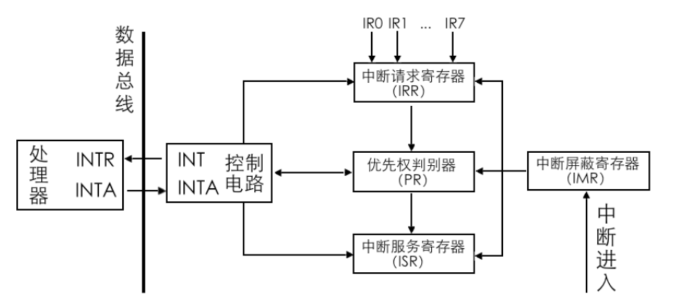 数据总线
IR0 IR1 ... IR7
中断请求寄存器
(IRR)
处理器
INTR
INTA
INT
INTA
控制
电路
优先权判别器
(PR)
中断屏蔽寄存器
(IMR)
中断服务寄存器
(ISR)
中断进入